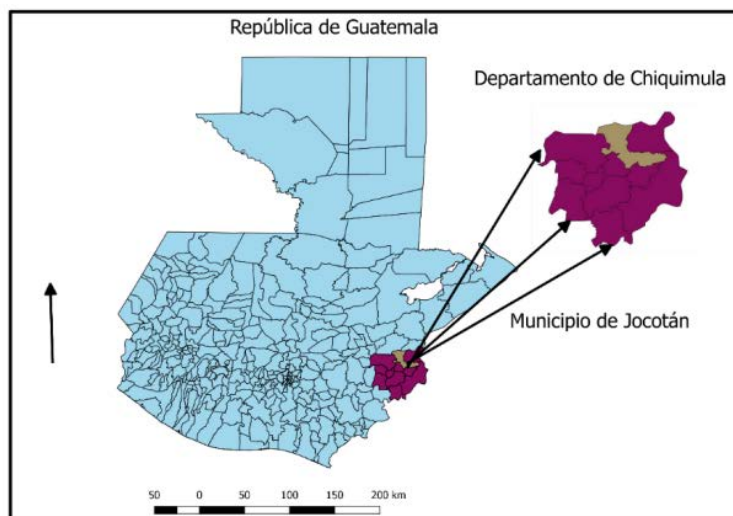 República de Guatemala
Departamento de Chiquimula
Municipio de Jocotán
50 0 50 100 150 200 km